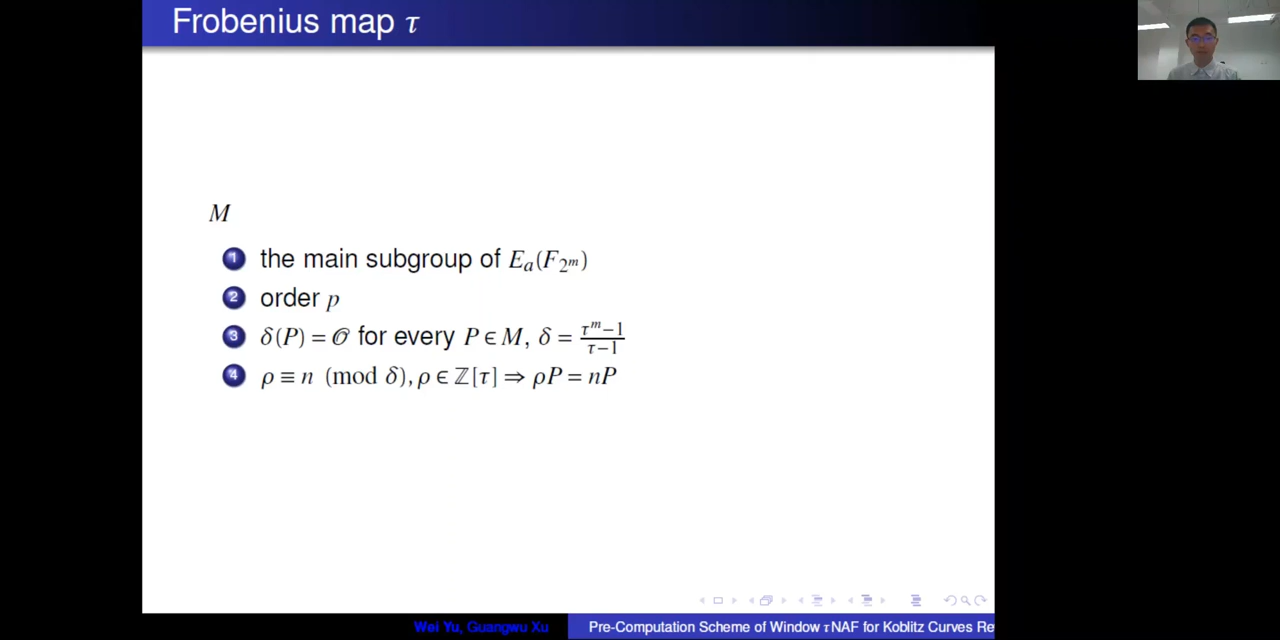 Frobenius map τ
M
1 the main subgroup of E_a(F_{2^m})
2 order p
3 δ(P) = 𝒪 for every P ∈ M, δ = \frac{τ^m−1}{τ−1}
4 ρ ≡ n (mod δ), ρ ∈ ℤ[τ] ⇒ ρP = nP
Wei Yu, Guangwu Xu Pre-Computation Scheme of Window τNAF for Koblitz Curves Re